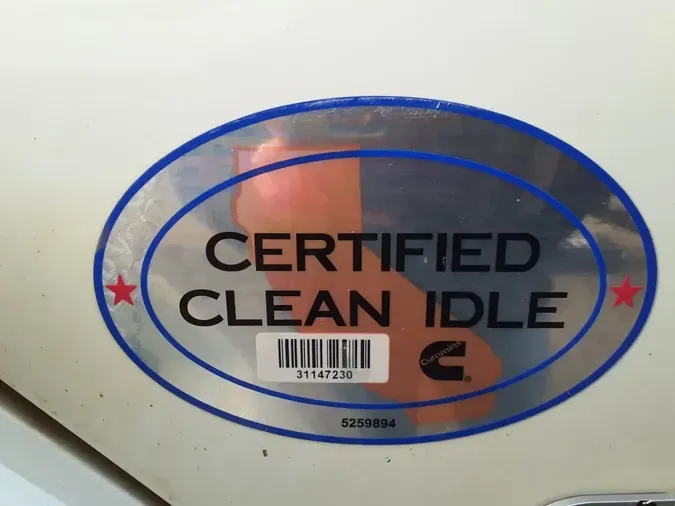 CERTIFIED
CLEAN IDLE
31147230
Cummins
5259894